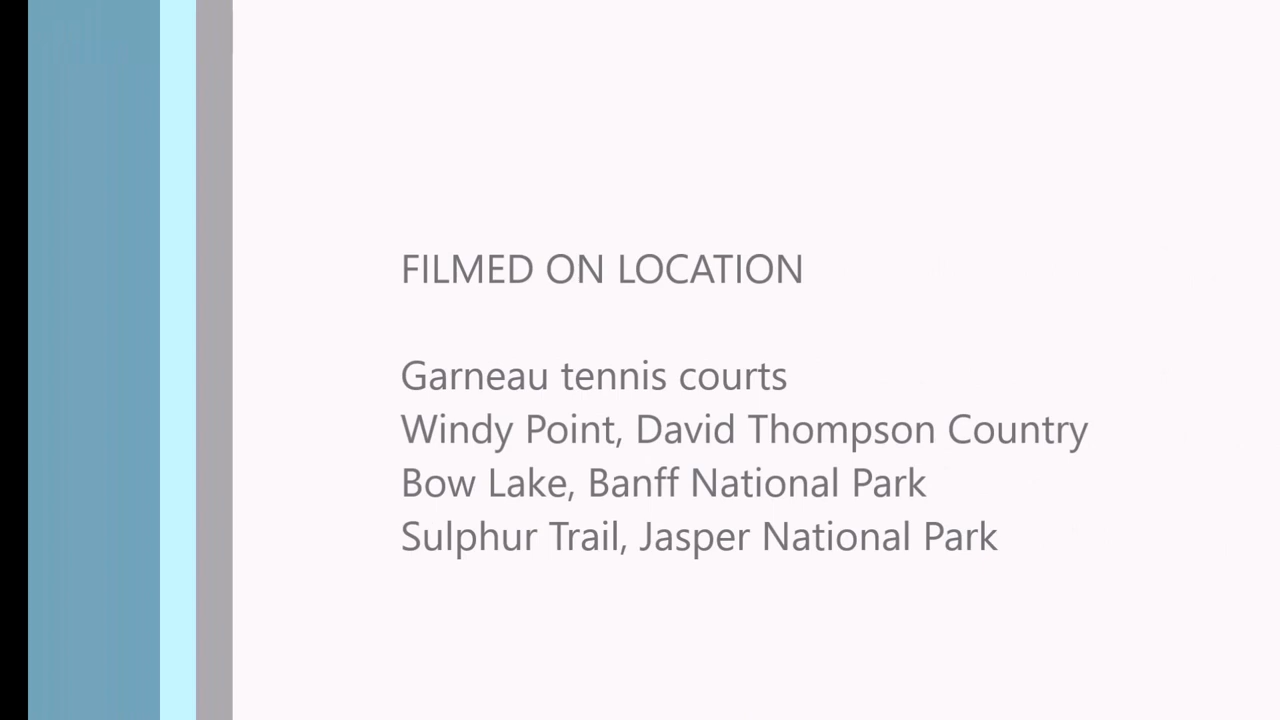 FILMED ON LOCATION
Garneau tennis courts
Windy Point, David Thompson Country
Bow Lake, Banff National Park
Sulphur Trail, Jasper National Park